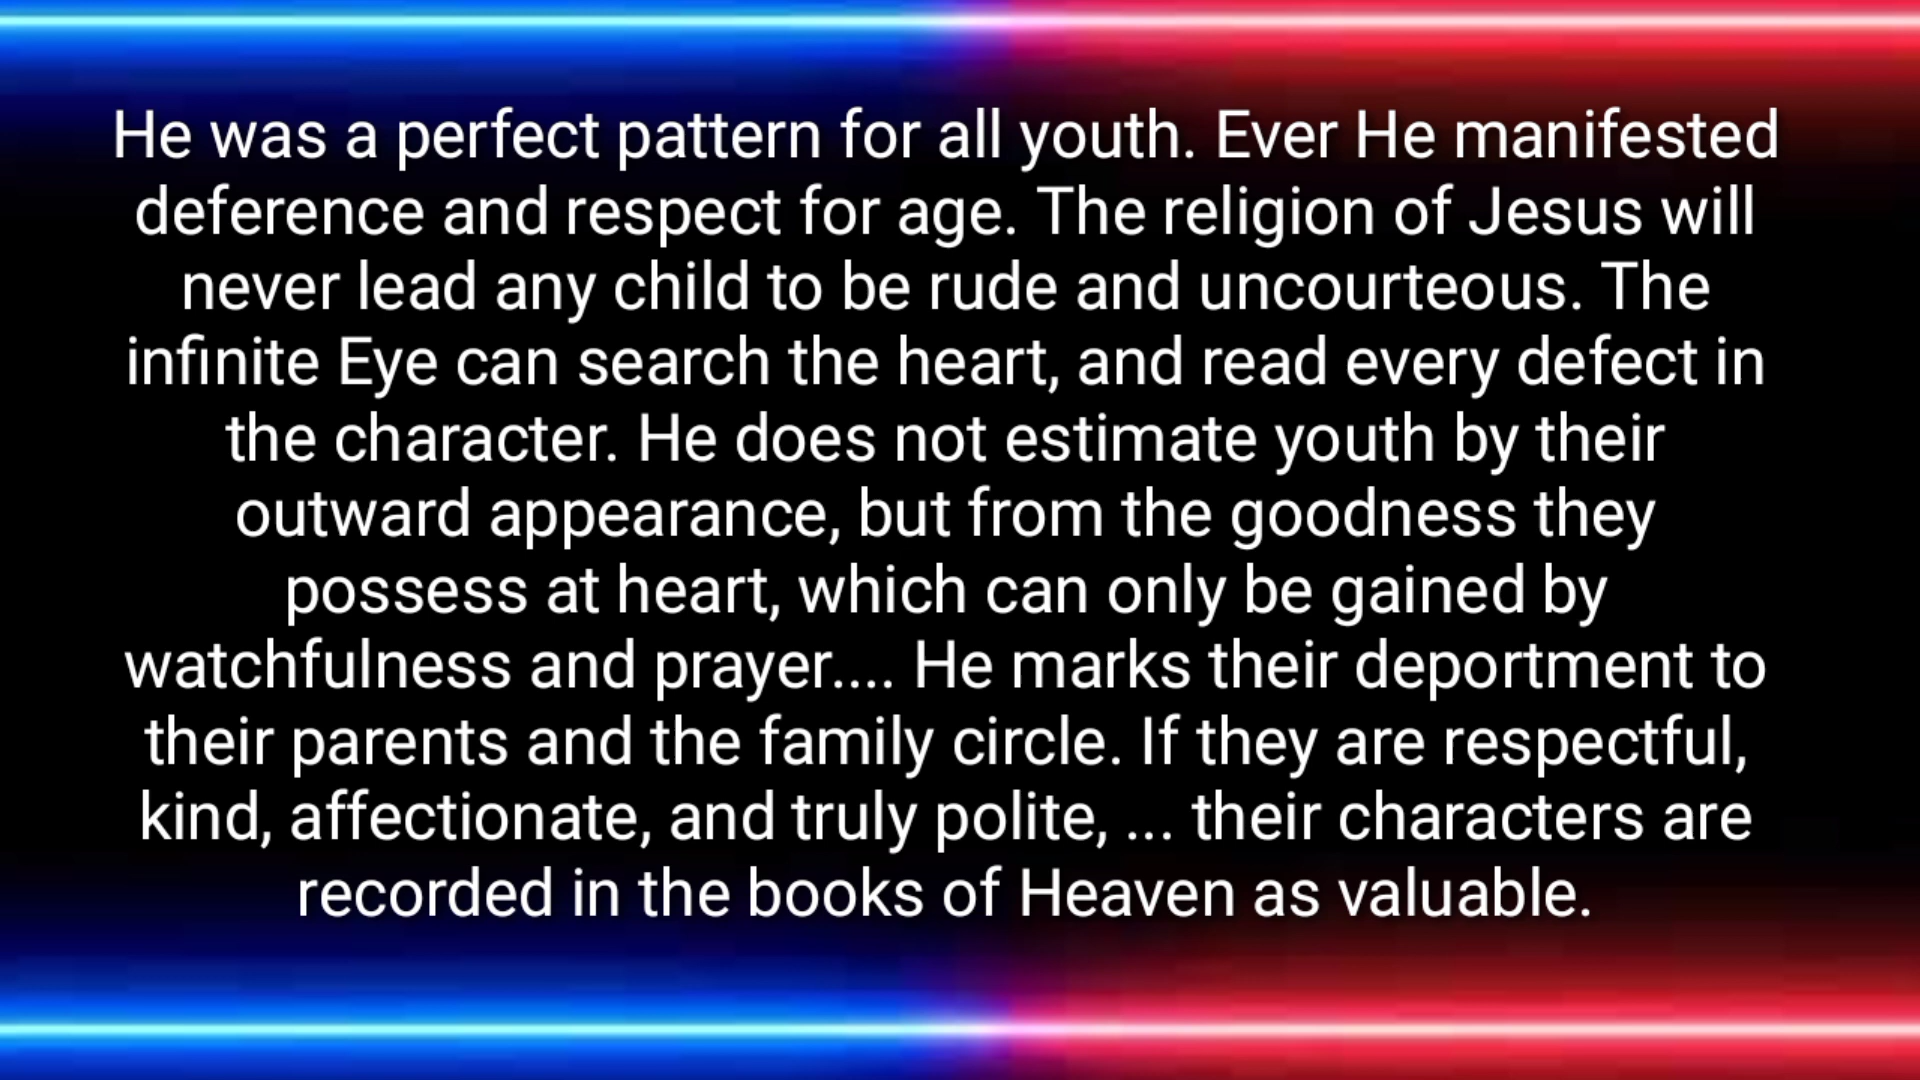 He was a perfect pattern for all youth. Ever He manifested
deference and respect for age. The religion of Jesus will
never lead any child to be rude and uncourteous. The
infinite Eye can search the heart, and read every defect in
the character. He does not estimate youth by their
outward appearance, but from the goodness they
possess at heart, which can only be gained by
watchfulness and prayer.... He marks their deportment to
their parents and the family circle. If they are respectful,
kind, affectionate, and truly polite, ... their characters are
recorded in the books of Heaven as valuable.